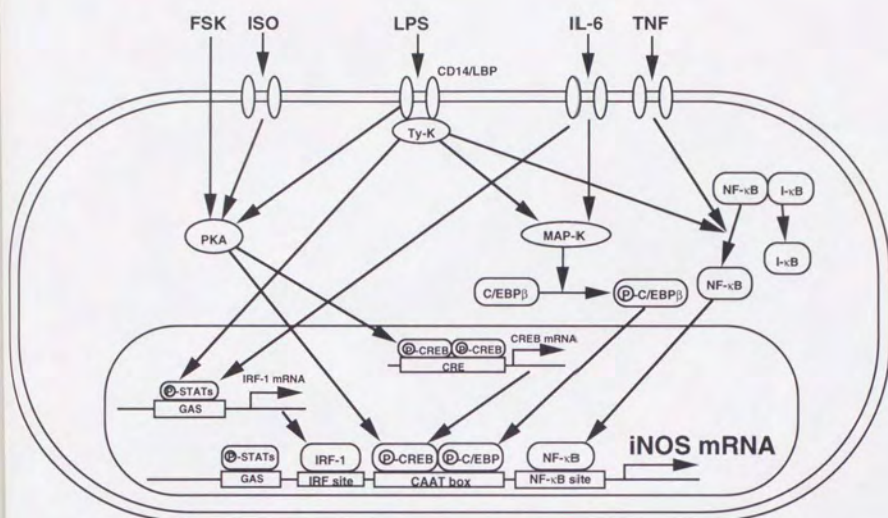 FSK ISO LPS IL-6 TNF
CD14/LBP
Ty-K
NF-κB I-κB
PKA MAP-K
I-κB
C/EBPβ P-C/EBPβ NF-κB
CREB mRNA
P-CREB P-CREB
CRE
IRF-1 mRNA
P-STATs
GAS
iNOS mRNA
P-STATs IRF-1 P-CREB P-C/EBP NF-κB
GAS IRF site CAAT box NF-κB site